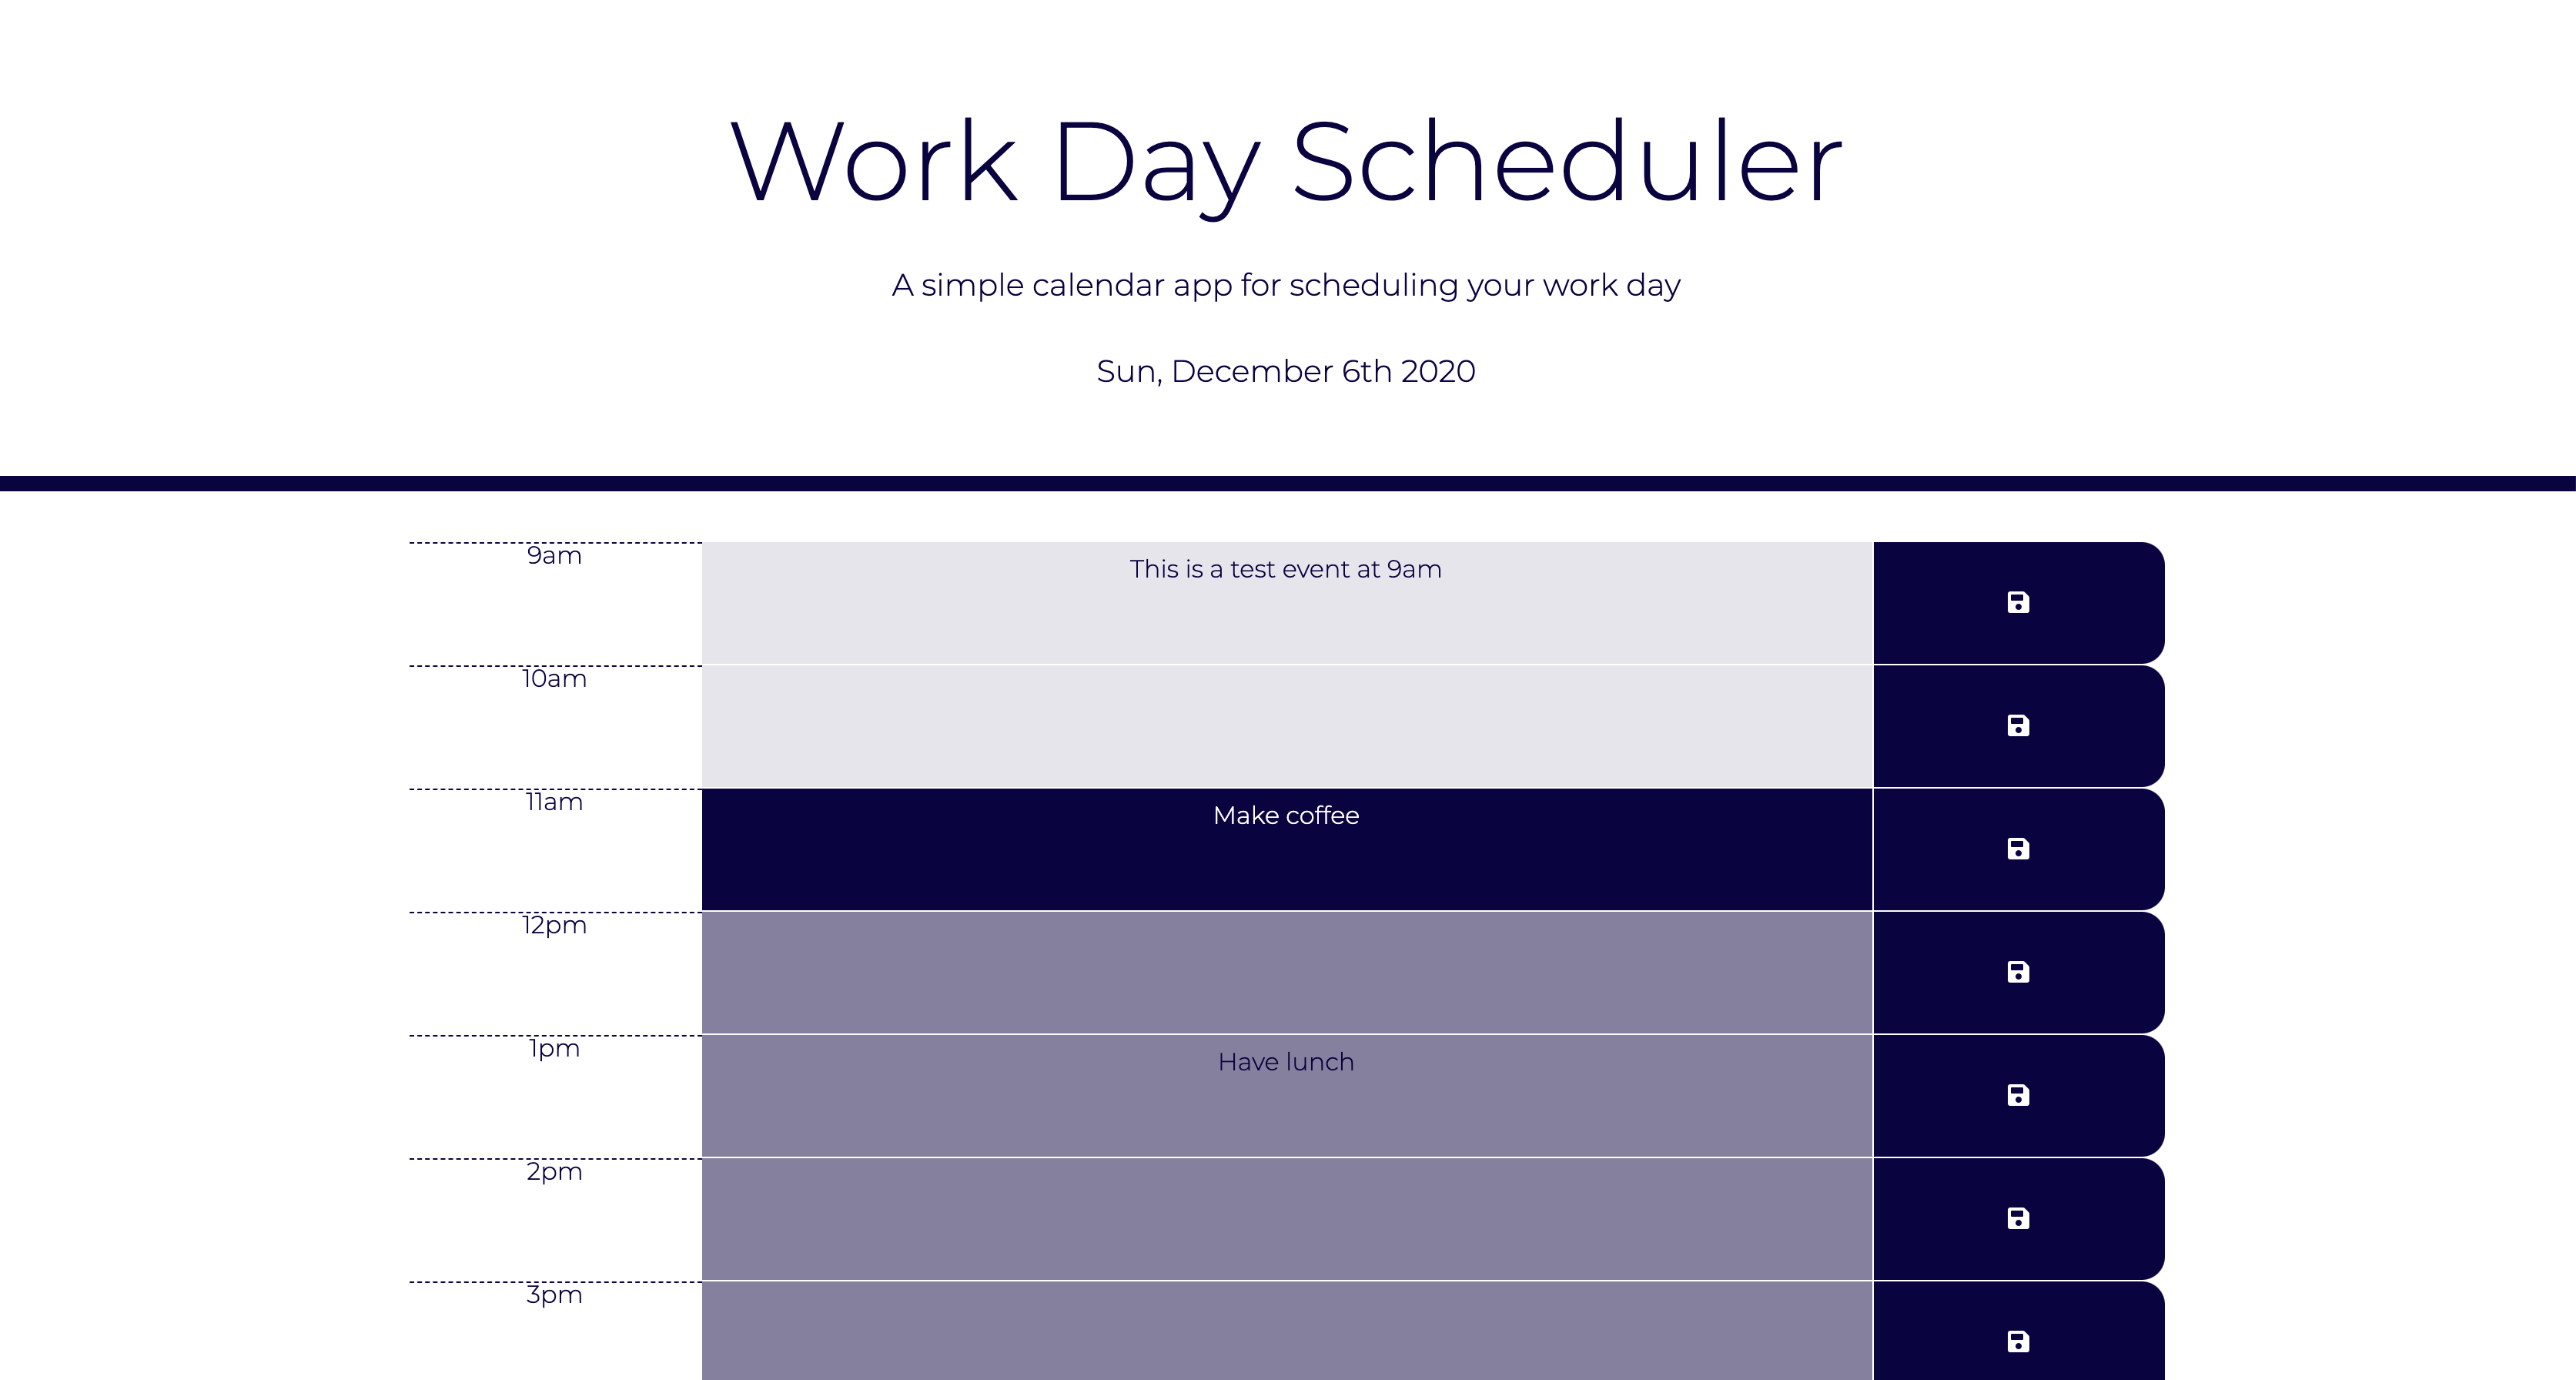 Work Day Scheduler
A simple calendar app for scheduling your work day
Sun, December 6th 2020
9am
This is a test event at 9am
10am
11am
Make coffee
12pm
1pm
Have lunch
2pm
3pm